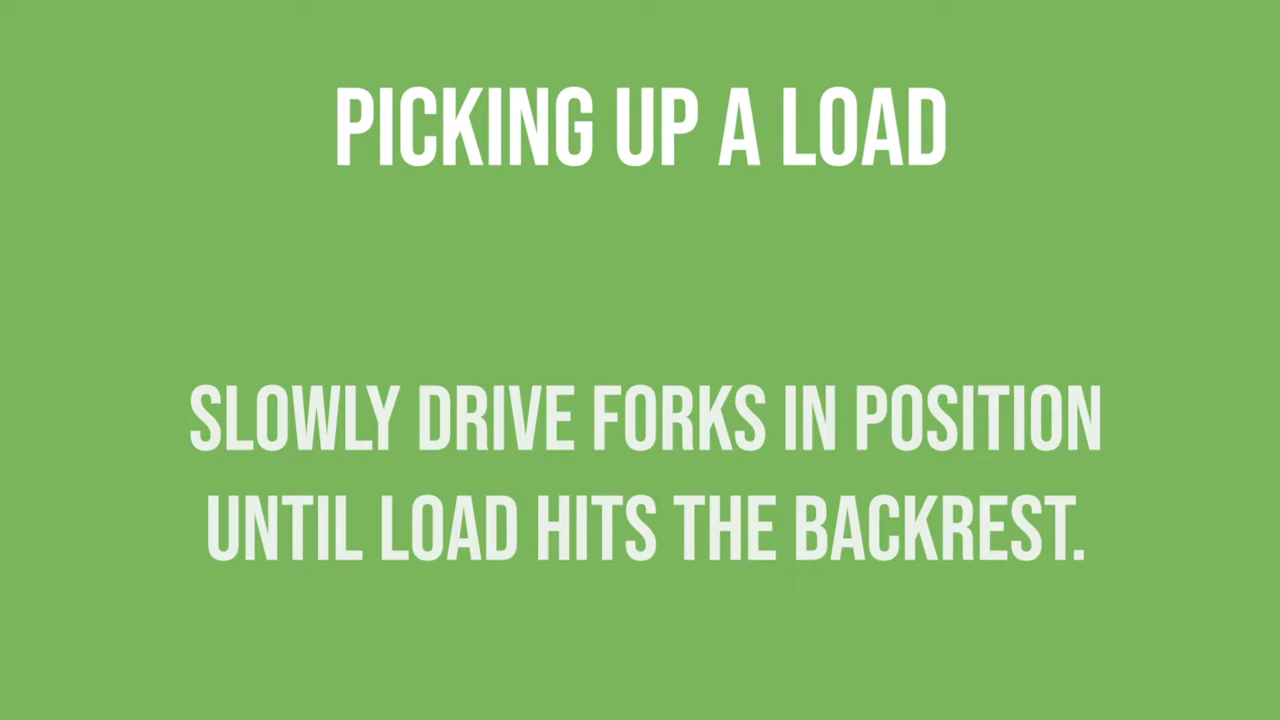 PICKING UP A LOAD
SLOWLY DRIVE FORKS IN POSITION
UNTIL LOAD HITS THE BACKREST.